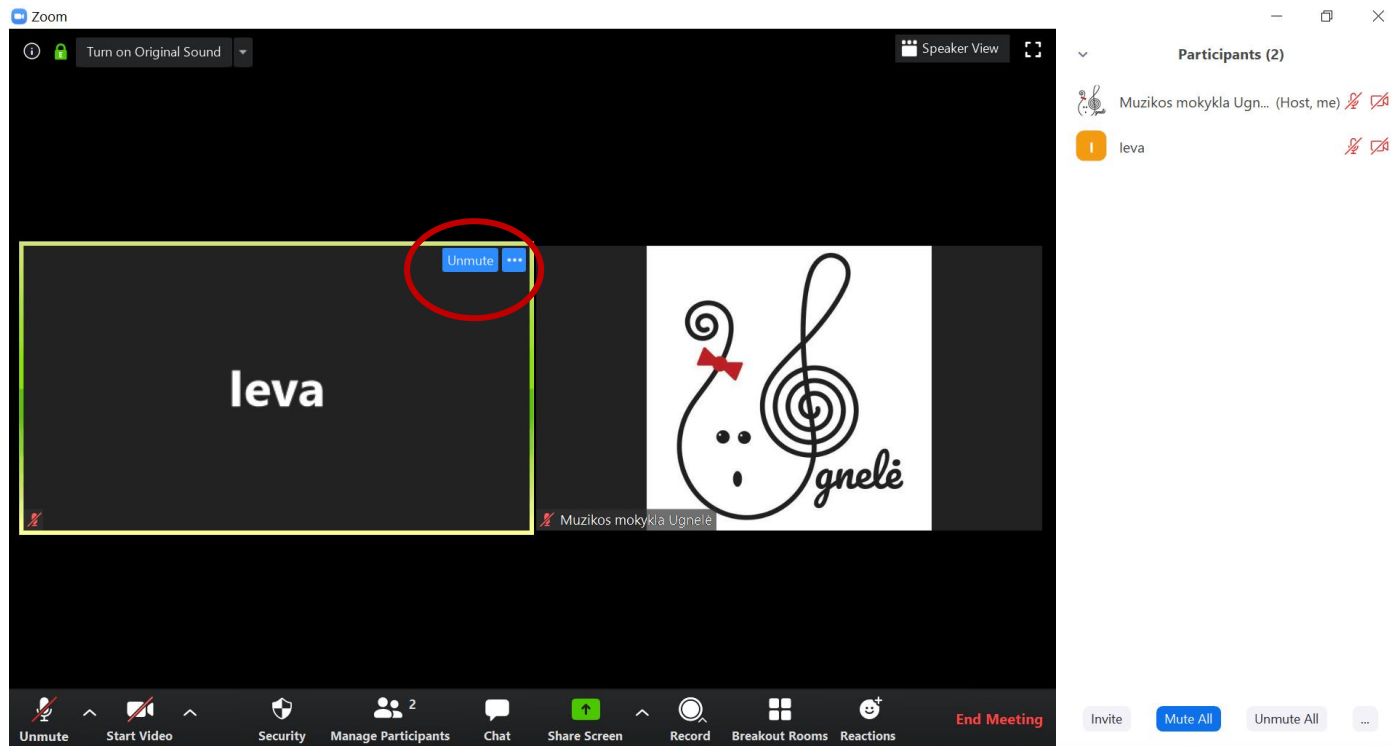 Zoom
Turn on Original Sound
Speaker View
Participants (2)
Muzikos mokykla Ugn... (Host, me)
I
Ieva
Unmute ...
Ieva
gnelė
Muzikos mokykla Ugnelė
gnelė
2
Unmute
Start Video
Security
Manage Participants
Chat
Share Screen
Record
Breakout Rooms
Reactions
End Meeting
Invite
Mute All
Unmute All
...